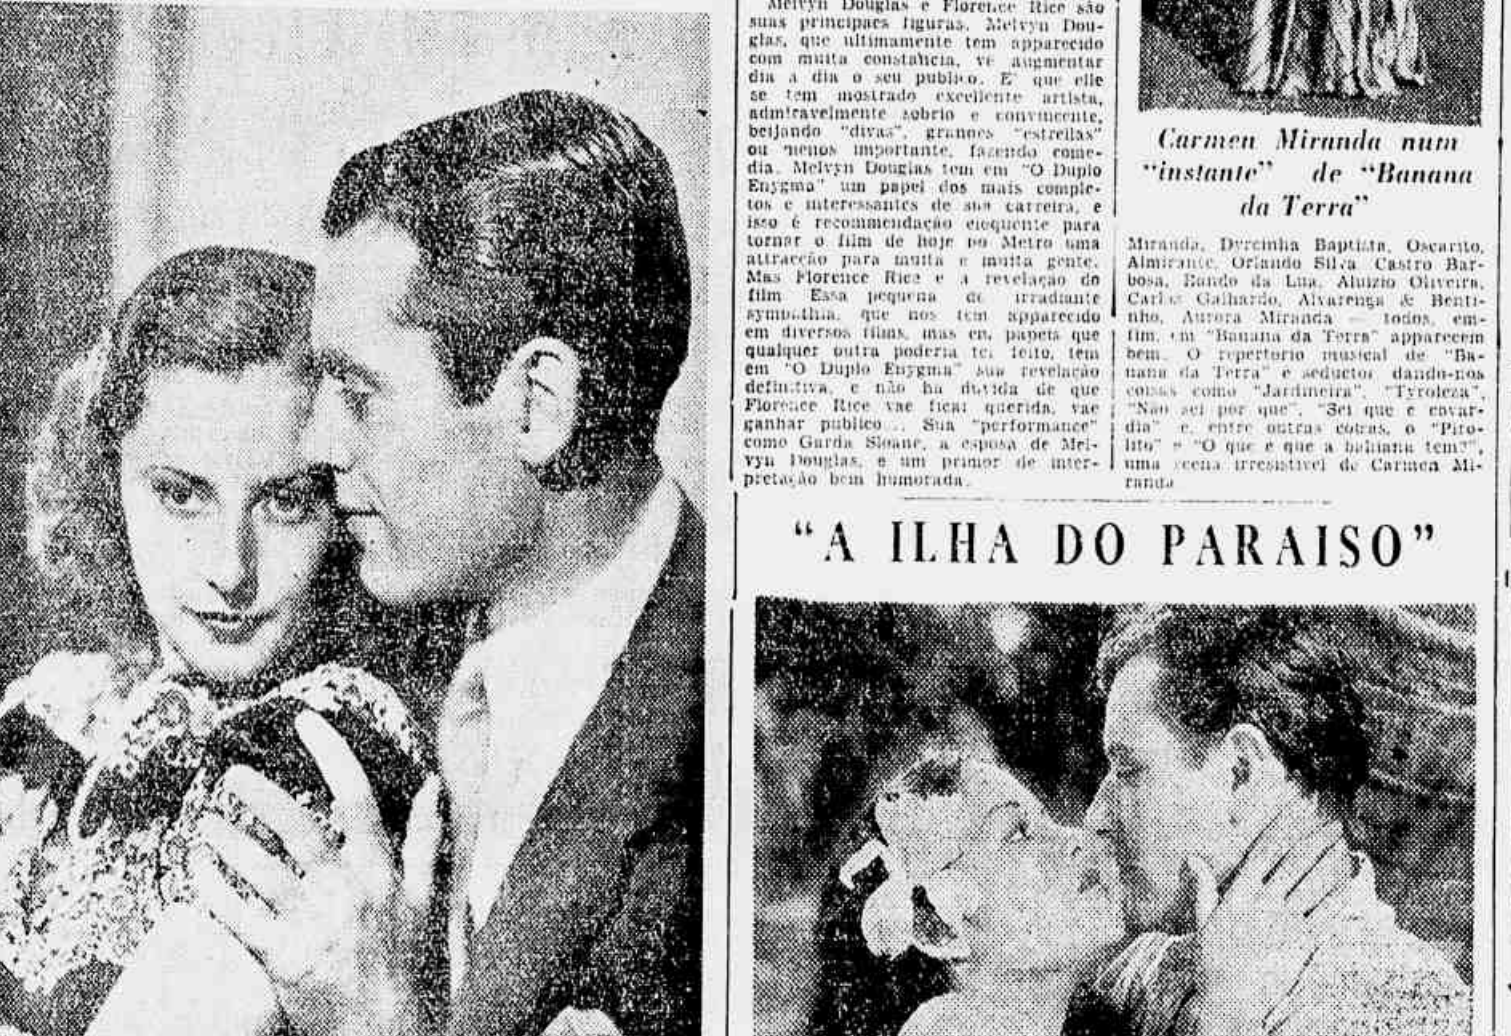 Melvyn Douglas e Florence Rice são
suas principaes figuras. Melvyn Dou-
glas, que ultimamente tem apparecido
com muita constancia, vê augmentar
dia a dia o seu publico. E' que elle
se tem mostrado excellente artista,
admiravelmente sobrio e convincente,
beijando "divas", grandes "estrellas"
ou menos importante, fazendo come-
dia. Melvyn Douglas tem em "O Duplo
Enygma" um papel dos mais comple-
tos e interessantes de sua carreira, e
isso é recommendação eloquente para
tornar o film de hoje no Metro uma
attracção para muita e muita gente.
Mas Florence Rice e a revelação do
film Essa pequena de irradiante
sympathia, que nos tem apparecido
em diversos films, mas em papeis que
qualquer outra poderia ter feito, tem
em "O Duplo Enygma" sua revelação
definitiva, e não ha duvida de que
Florence Rice vae ficar querida, vae
ganhar publico... Sua "performance"
como Garda Sloane, a esposa de Mel-
vyn Douglas, e um primor de inter-
pretação bem humorada.
Carmen Miranda num
"instante" de "Banana
da Terra"
Miranda, Dyrcinha Baptista, Oscarito,
Almirante, Orlando Silva Castro Bar-
bosa, Bando da Lua, Aluizio Oliveira,
Carlos Galhardo, Alvarenga & Benti-
nho, Aurora Miranda — todos, em-
fim, em "Banana da Terra" apparecem
bem. O repertorio musical de "Ba-
nana da Terra" e seductor dando-nos
coisas como "Jardineira", "Tyroleza",
"Não sei por que", "Sei que e covar-
dia" e, entre outras coisas, o "Piro-
lito" e "O que e que a bahiana tem?",
uma scena irresistivel de Carmen Mi-
randa
"A ILHA DO PARAISO"